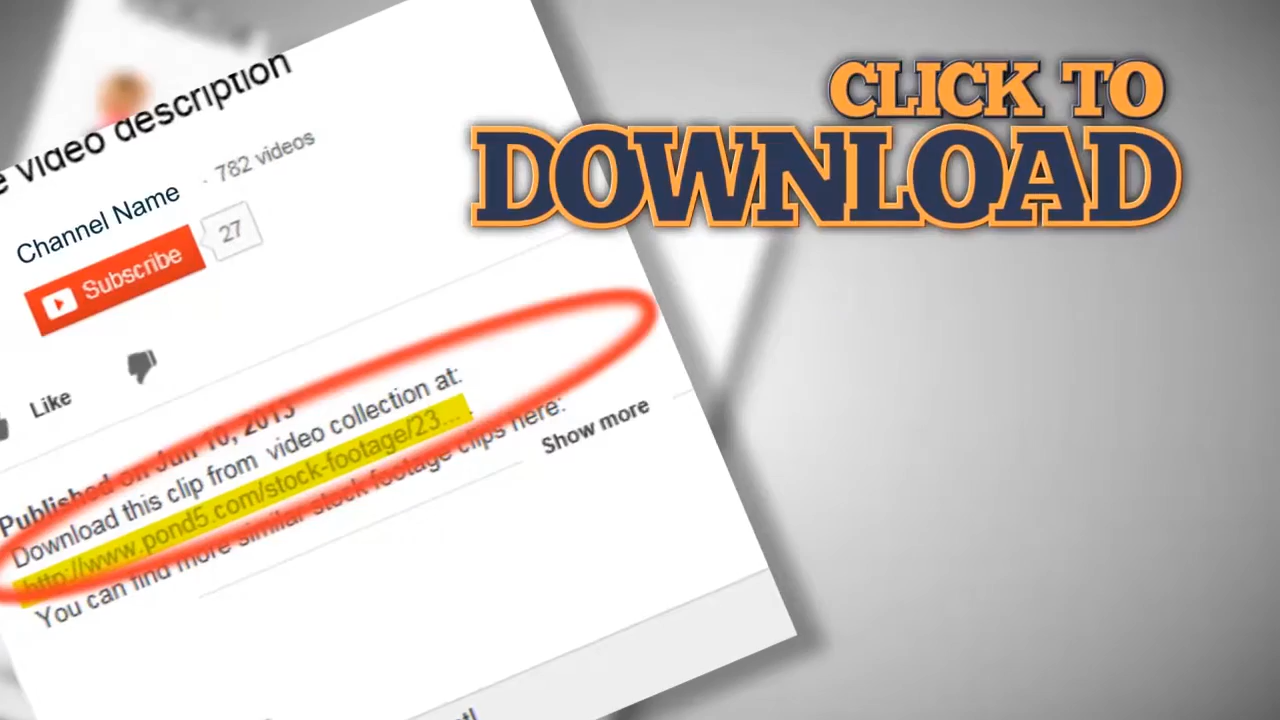 CLICK TO
DOWNLOAD
e video description
Channel Name · 782 videos
Subscribe 27
Like
Published on Jun 10, 2013
Download this clip from video collection at:
http://www.pond5.com/stock-footage/23... .
You can find more similar stock footage clips here:
Show more